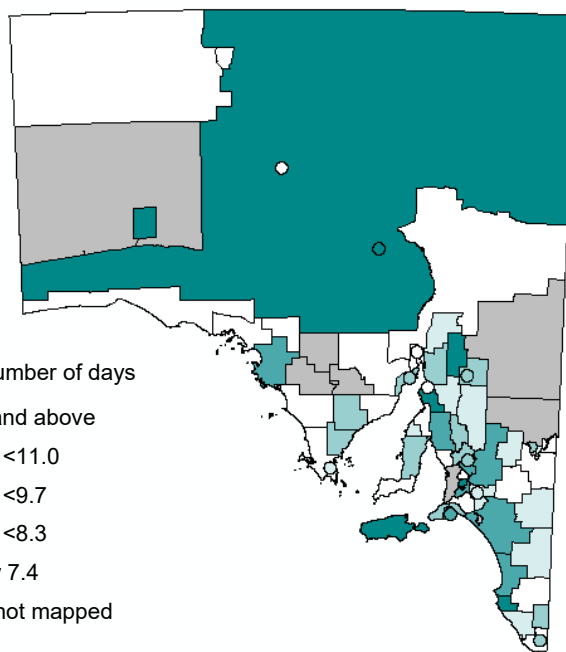 umber of days
and above
<11.0
<9.7
<8.3
7.4
not mapped